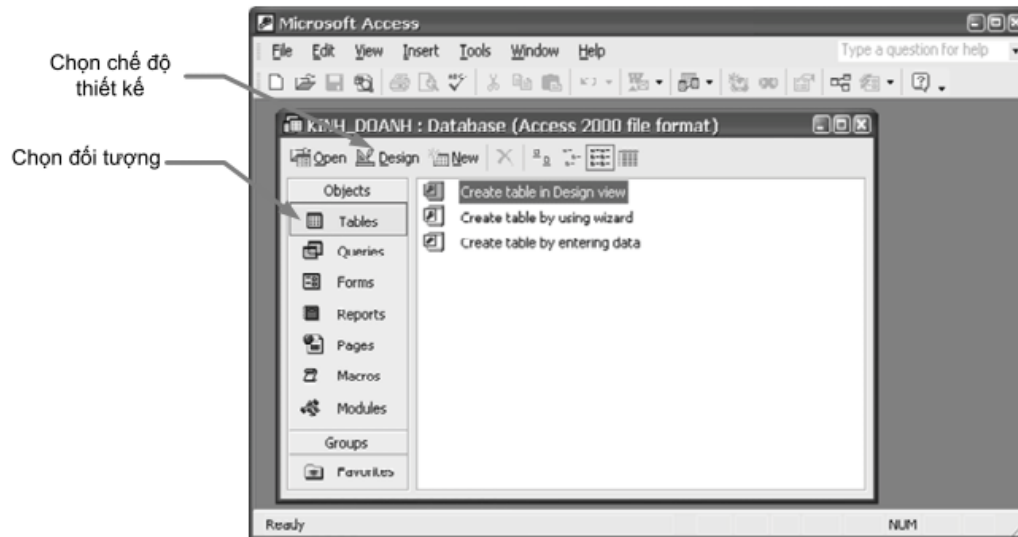 Microsoft Access
File Edit View Insert Tools Window Help Type a question for help
Chọn chế độ
thiết kế
KINH_DOANH : Database (Access 2000 file format)
Chọn đối tượng
Open Design New
Objects
Tables
Queries
Forms
Reports
Pages
Macros
Modules
Groups
Favorites
Create table in Design view
Create table by using wizard
Create table by entering data
Ready NUM